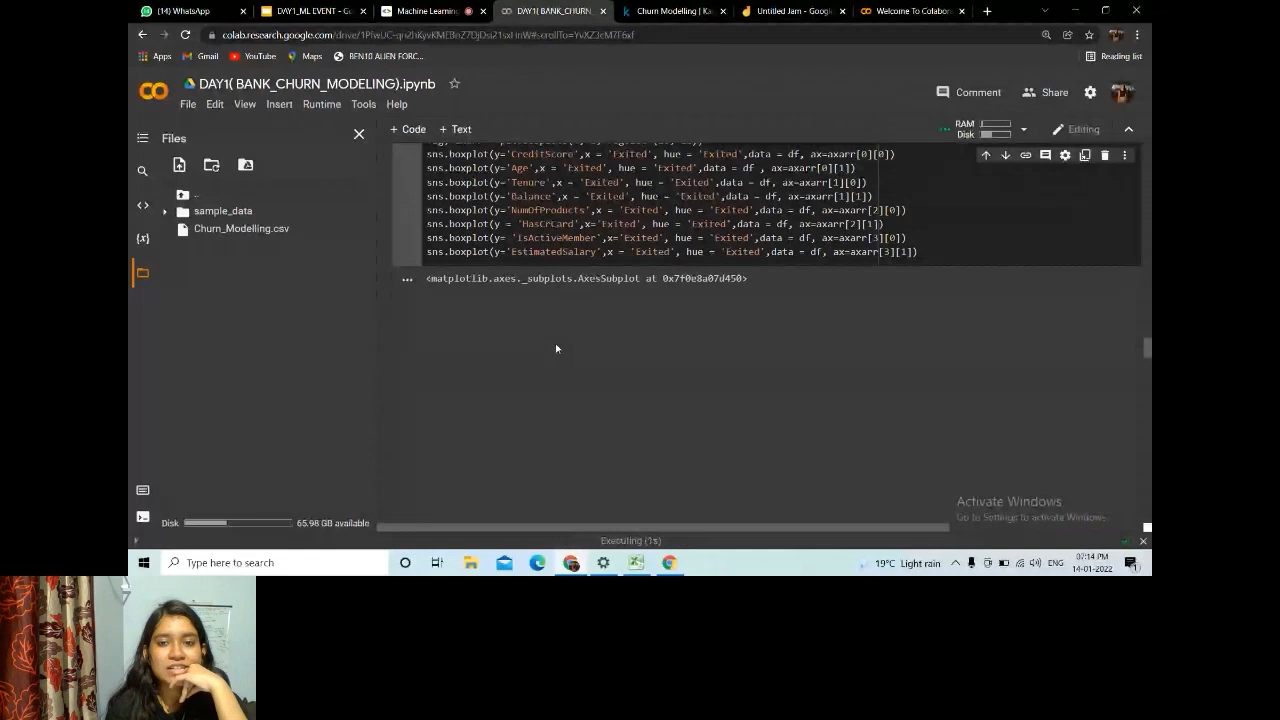 (14) WhatsApp
DAY1_ML EVENT - G
Machine Learning
DAY1( BANK_CHURN
Churn Modelling | Ka
Untitled Jam - Google
Welcome To Colabora
colab.research.google.com/drive/
Apps
Gmail
YouTube
Maps
BEN10 ALIEN FORC...
Reading list
DAY1( BANK_CHURN_MODELING).ipynb
Comment
Share
File Edit View Insert Runtime Tools Help
Files
+ Code + Text
RAM
Disk
Editing
..
sample_data
Churn_Modelling.csv
sns.boxplot(y='CreditScore',x = 'Exited', hue = 'Exited',data = df, ax=axarr[0][0])
sns.boxplot(y='Age',x = 'Exited', hue = 'Exited',data = df , ax=axarr[0][1])
sns.boxplot(y='Tenure',x = 'Exited', hue = 'Exited',data = df, ax=axarr[1][0])
sns.boxplot(y='Balance',x = 'Exited', hue = 'Exited',data = df, ax=axarr[1][1])
sns.boxplot(y='NumOfProducts',x = 'Exited', hue = 'Exited',data = df, ax=axarr[2][0])
sns.boxplot(y = 'HasCrCard',x='Exited', hue = 'Exited',data = df, ax=axarr[2][1])
sns.boxplot(y= 'IsActiveMember',x='Exited', hue = 'Exited',data = df, ax=axarr[3][0])
sns.boxplot(y='EstimatedSalary',x = 'Exited', hue = 'Exited',data = df, ax=axarr[3][1])
<matplotlib.axes._subplots.AxesSubplot at 0x7f0e8a07d450>
Activate Windows
Go to Settings to activate Windows.
Disk
65.98 GB available
Executing (1s)
Type here to search
19°C Light rain
ENG
07:14 PM
14-01-2022